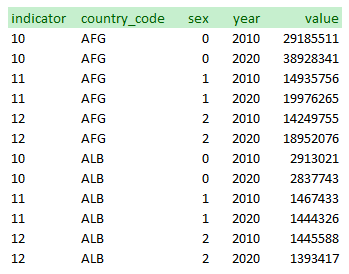 indicator country_code sex year value
10 AFG 0 2010 29185511
10 AFG 0 2020 38928341
11 AFG 1 2010 14935756
11 AFG 1 2020 19976265
12 AFG 2 2010 14249755
12 AFG 2 2020 18952076
10 ALB 0 2010 2913021
10 ALB 0 2020 2837743
11 ALB 1 2010 1467433
11 ALB 1 2020 1444326
12 ALB 2 2010 1445588
12 ALB 2 2020 1393417